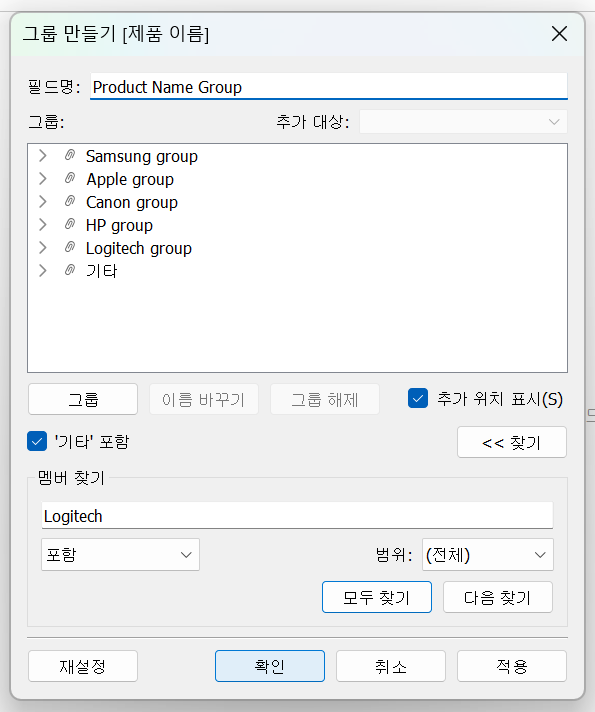 그룹 만들기 [제품 이름]
필드명: Product Name Group
그룹: 추가 대상:
Samsung group
Apple group
Canon group
HP group
Logitech group
기타
그룹 이름 바꾸기 그룹 해제 추가 위치 표시(S)
'기타' 포함
<< 찾기
멤버 찾기
Logitech
포함 범위: (전체)
모두 찾기 다음 찾기
재설정 확인 취소 적용